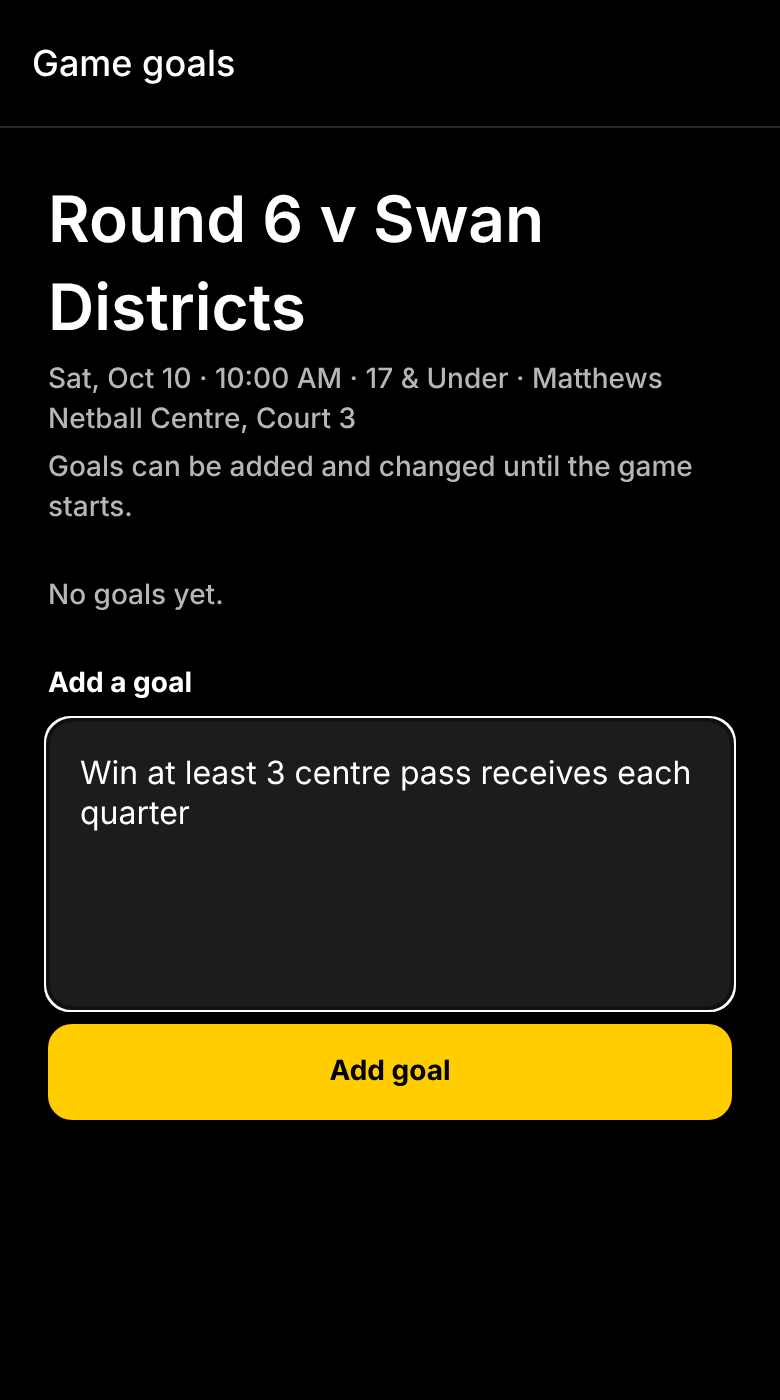 Game goals
Round 6 v Swan
Districts
Sat, Oct 10 · 10:00 AM · 17 & Under · Matthews
Netball Centre, Court 3
Goals can be added and changed until the game
starts.
No goals yet.
Add a goal
Win at least 3 centre pass receives each
quarter
Add goal